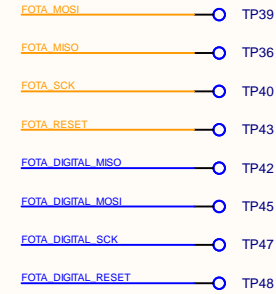 FOTA_MOSI TP39
FOTA_MISO TP36
FOTA_SCK TP40
FOTA_RESET TP43
FOTA_DIGITAL_MISO TP42
FOTA_DIGITAL_MOSI TP45
FOTA_DIGITAL_SCK TP47
FOTA_DIGITAL_RESET TP48